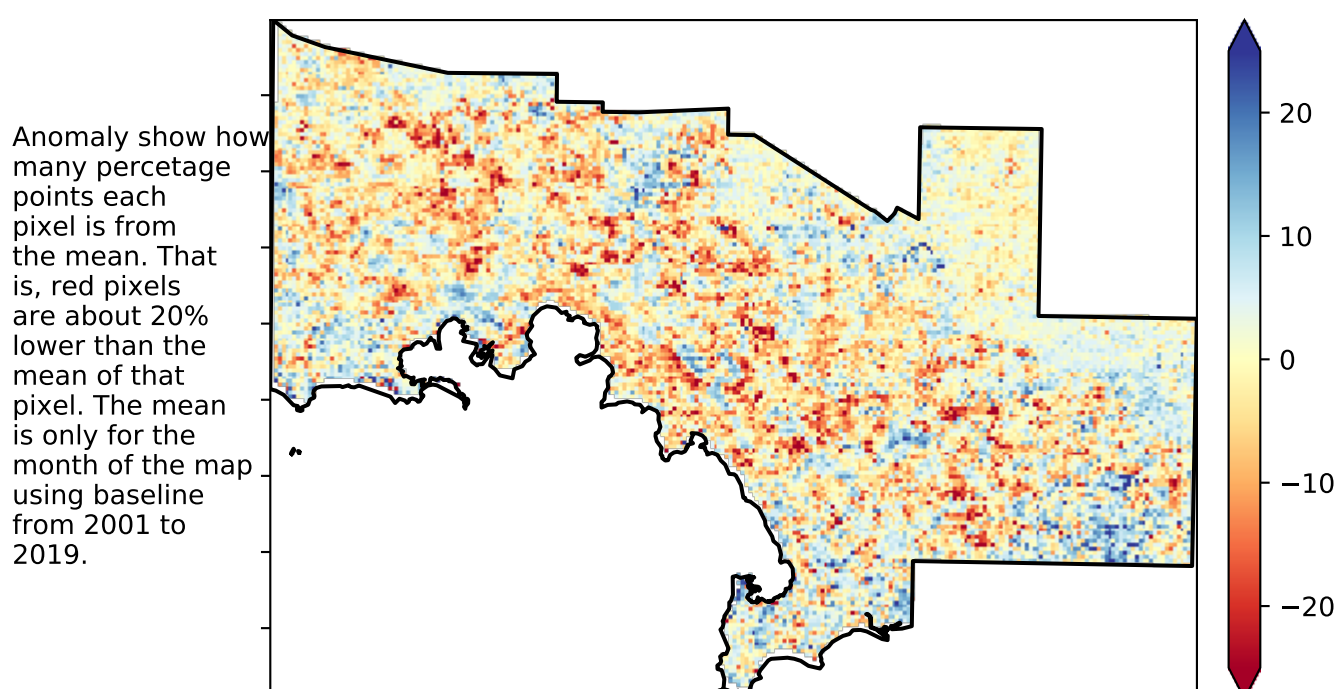 Anomaly show how
many percetage
points each
pixel is from
the mean. That
is, red pixels
are about 20%
lower than the
mean of that
pixel. The mean
is only for the
month of the map
using baseline
from 2001 to
2019.
20
10
0
−10
−20